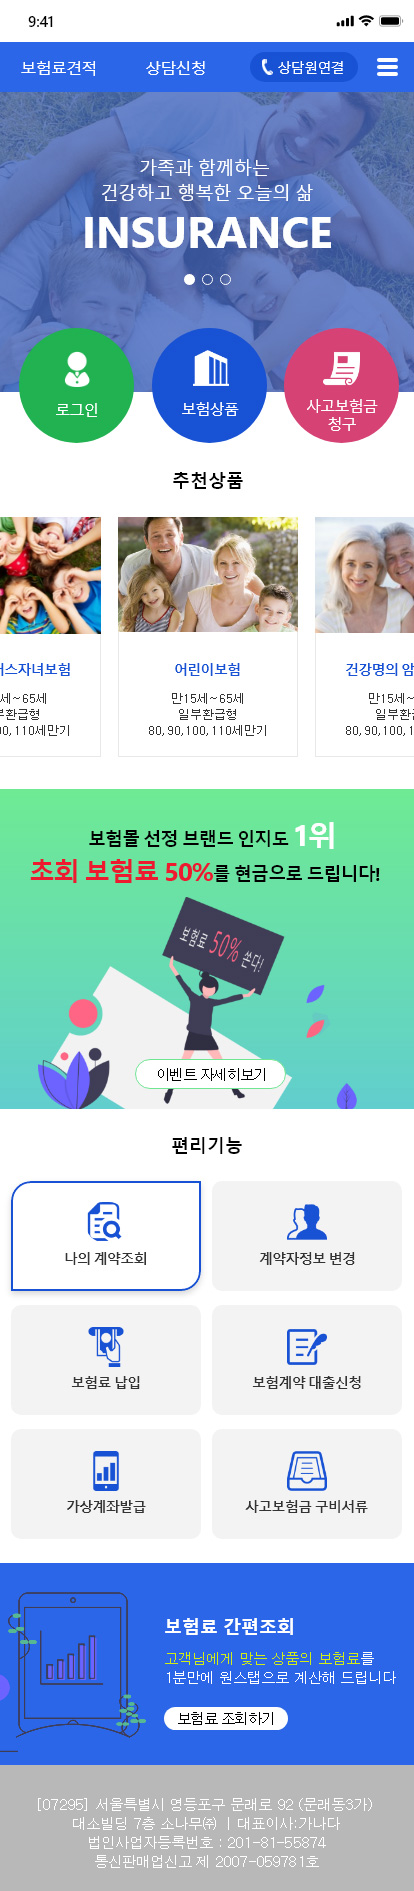 9:41
보험료견적 상담신청 상담원연결
가족과 함께하는
건강하고 행복한 오늘의 삶
INSURANCE
로그인 보험상품 사고보험금
청구
추천상품
어스자녀보험 어린이보험 건강명의 암
세~65세 만15세~65세 만15세~
부환급형 일부환급형 일부환급
00, 110세만기 80, 90,100, 110세만기 80, 90,100, 1
보험몰 선정 브랜드 인지도 1위
초회 보험료 50%를 현금으로 드립니다!
보험료 50% 쏜다!
이벤트 자세히보기
편리기능
나의 계약조회 계약자정보 변경
보험료 납입 보험계약 대출신청
가상계좌발급 사고보험금 구비서류
보험료 간편조회
고객님에게 맞는 상품의 보험료를
1분만에 원스탭으로 계산해 드립니다
보험료 조회하기
[07295] 서울특별시 영등포구 문래로 92 (문래동3가)
대소빌딩 7층 소나무㈜ | 대표이사:가나다
법인사업자등록번호 : 201-81-55874
통신판매업신고 제 2007-059781호